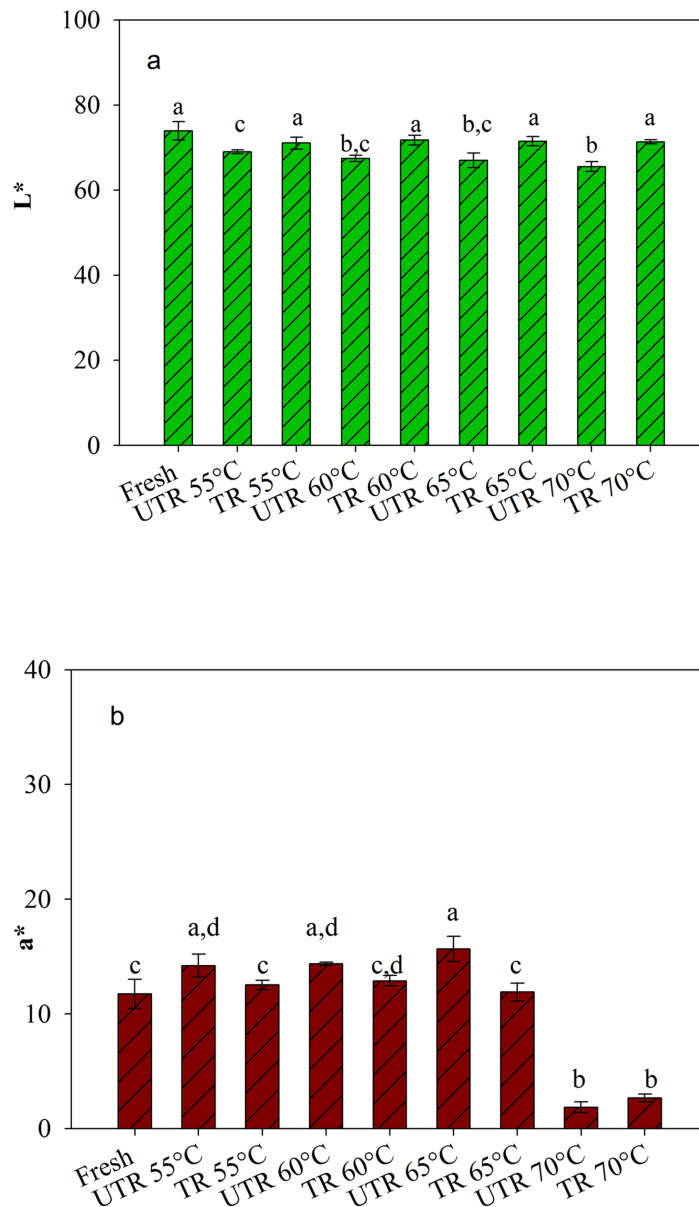 100
a
80
a
c
a
b,c
a
b,c
a
b
a
60
L*
40
20
0
Fresh
UTR 55°C
TR 55°C
UTR 60°C
TR 60°C
UTR 65°C
TR 65°C
UTR 70°C
TR 70°C
40
b
30
a*
20
c
a,d
c
a,d
c,d
a
c
b
b
10
0
Fresh
UTR 55°C
TR 55°C
UTR 60°C
TR 60°C
UTR 65°C
TR 65°C
UTR 70°C
TR 70°C